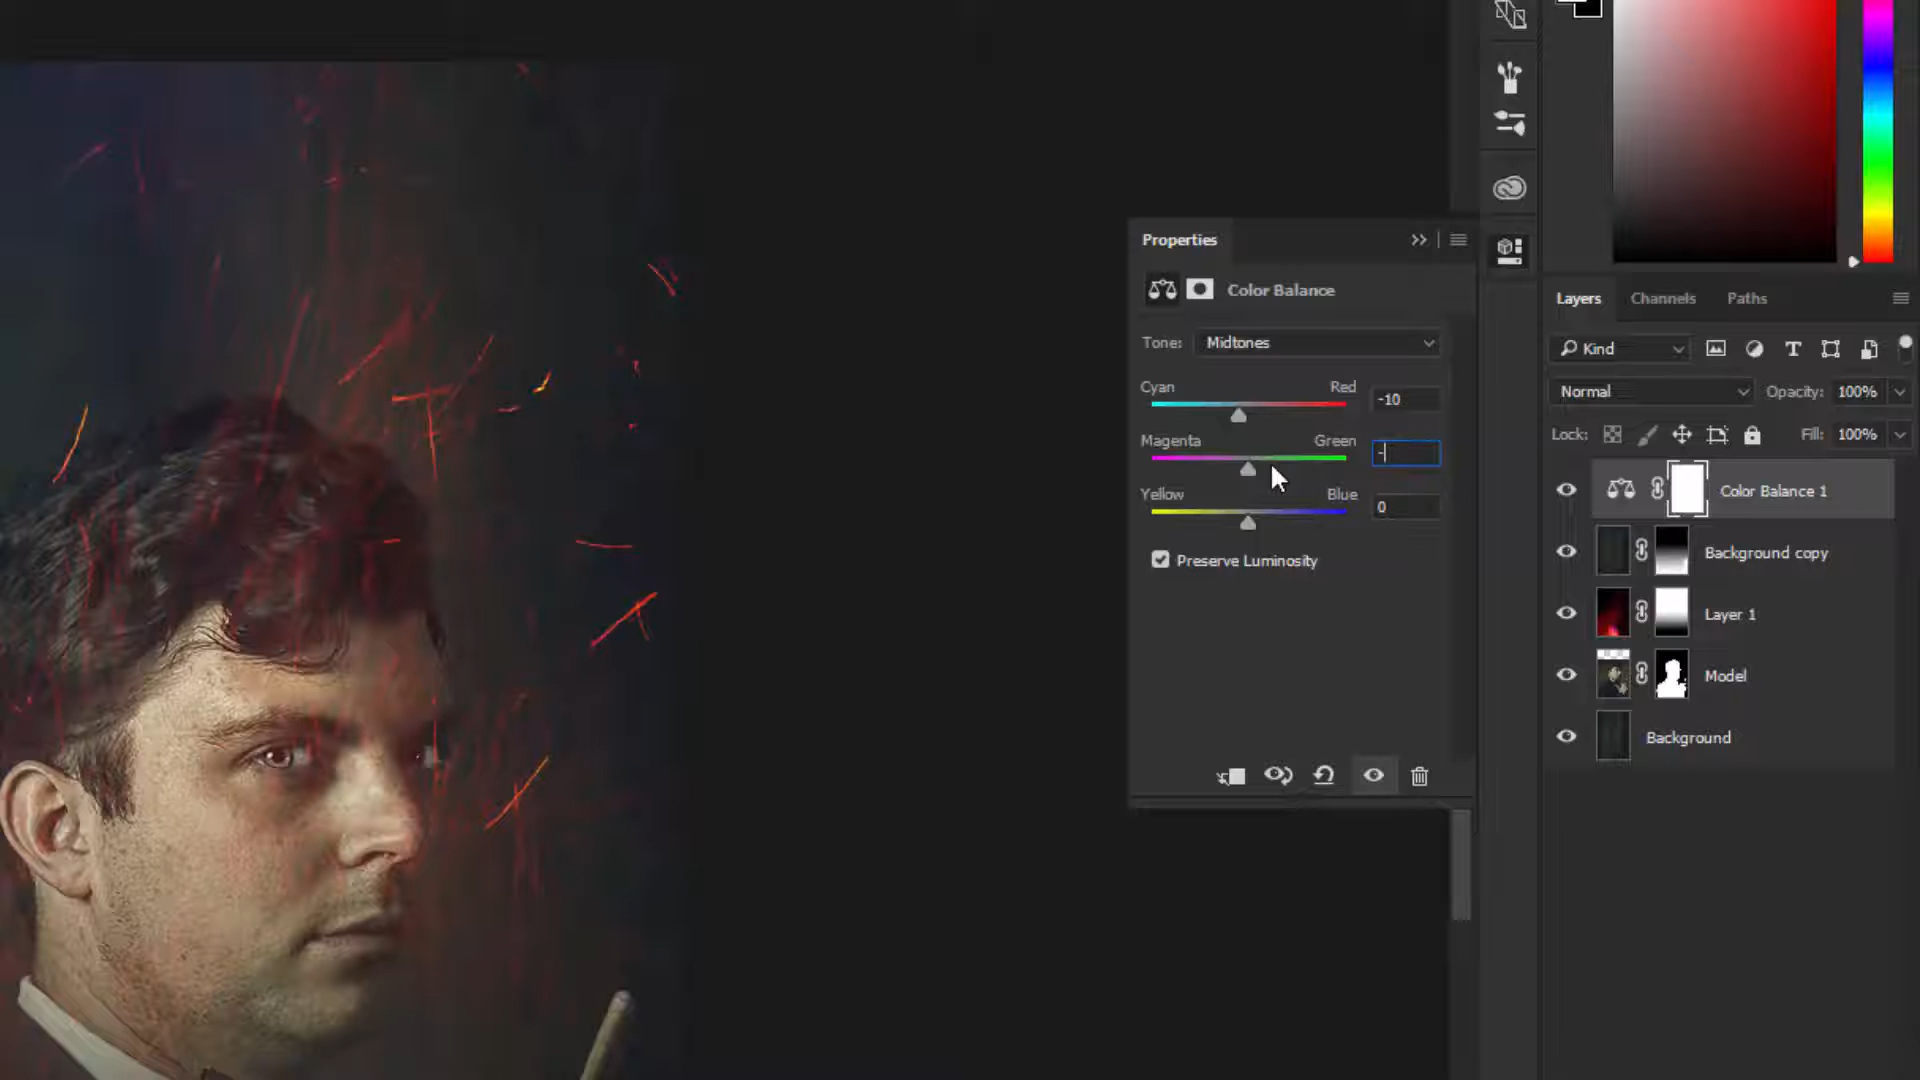 Properties
Color Balance
Tone: Midtones
Cyan Red -10
Magenta Green -
Yellow Blue 0
Preserve Luminosity
Layers Channels Paths
Kind
Normal Opacity: 100%
Lock: Fill: 100%
Color Balance 1
Background copy
Layer 1
Model
Background